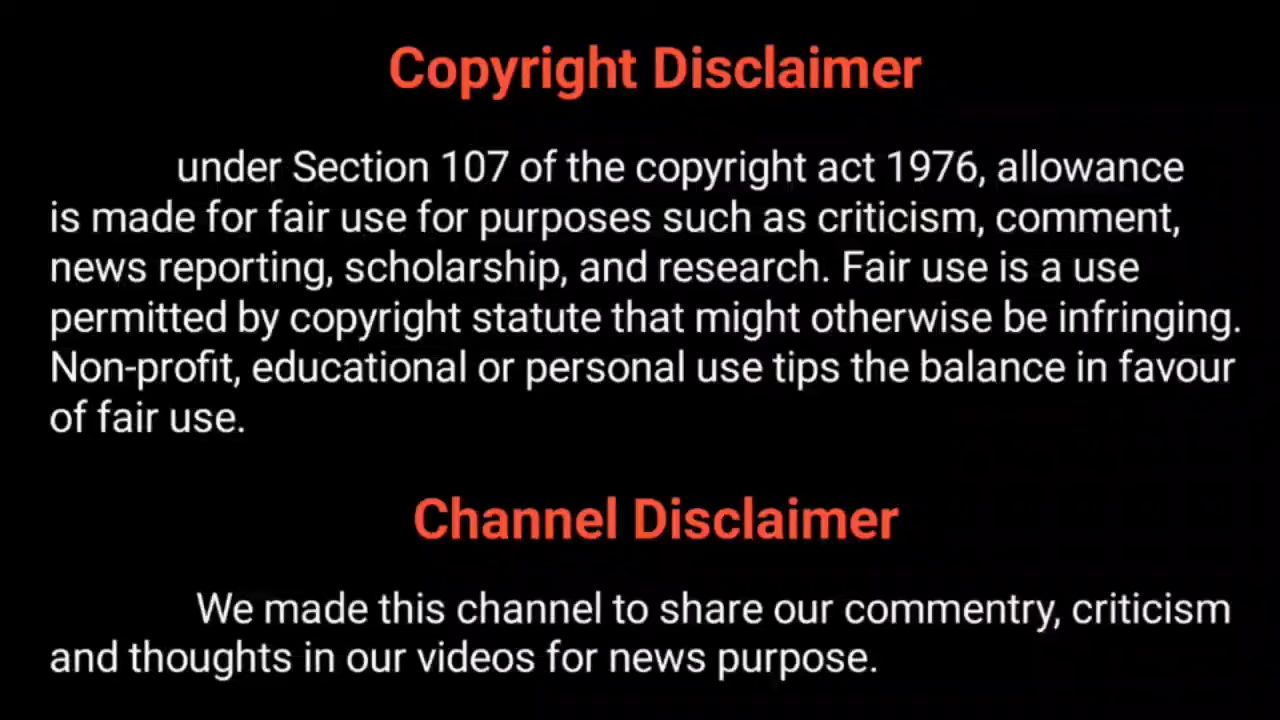 Copyright Disclaimer
under Section 107 of the copyright act 1976, allowance
is made for fair use for purposes such as criticism, comment,
news reporting, scholarship, and research. Fair use is a use
permitted by copyright statute that might otherwise be infringing.
Non-profit, educational or personal use tips the balance in favour
of fair use.
Channel Disclaimer
We made this channel to share our commentry, criticism
and thoughts in our videos for news purpose.